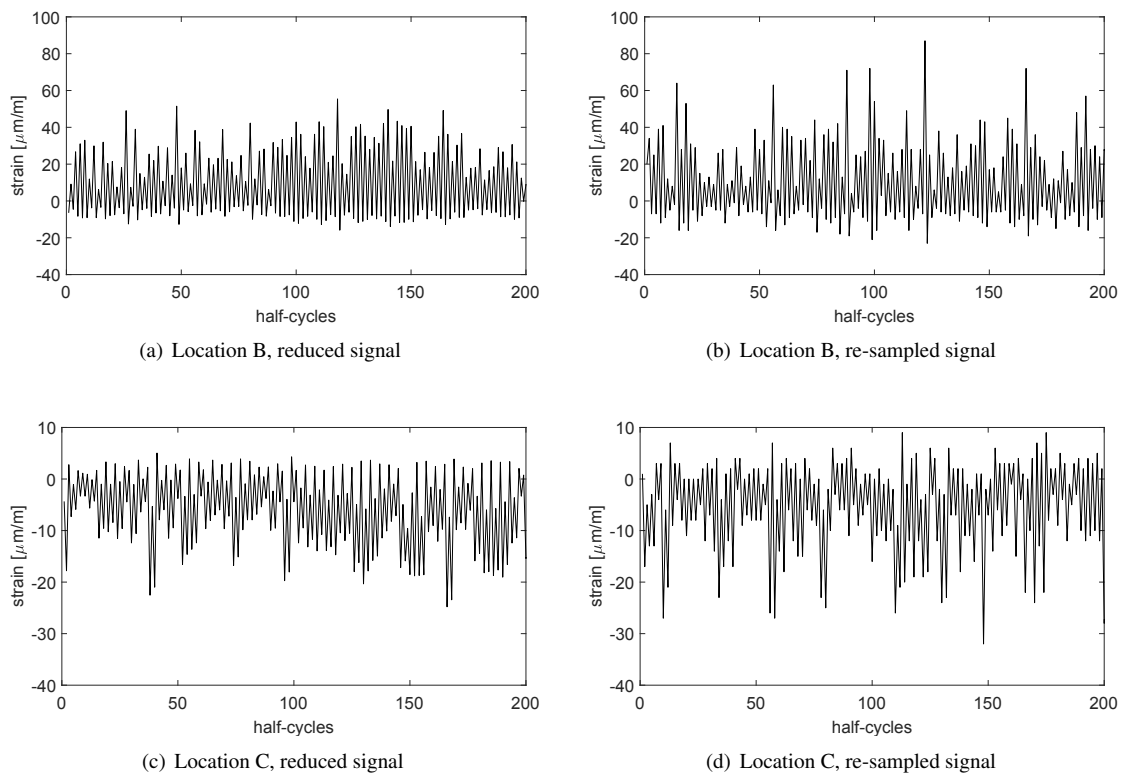 100
80
60
40
20
0
-20
-40
strain [μm/m]
0 50 100 150 200
half-cycles
(a) Location B, reduced signal
100
80
60
40
20
0
-20
-40
strain [μm/m]
0 50 100 150 200
half-cycles
(b) Location B, re-sampled signal
10
0
-10
-20
-30
-40
strain [μm/m]
0 50 100 150 200
half-cycles
(c) Location C, reduced signal
10
0
-10
-20
-30
-40
strain [μm/m]
0 50 100 150 200
half-cycles
(d) Location C, re-sampled signal